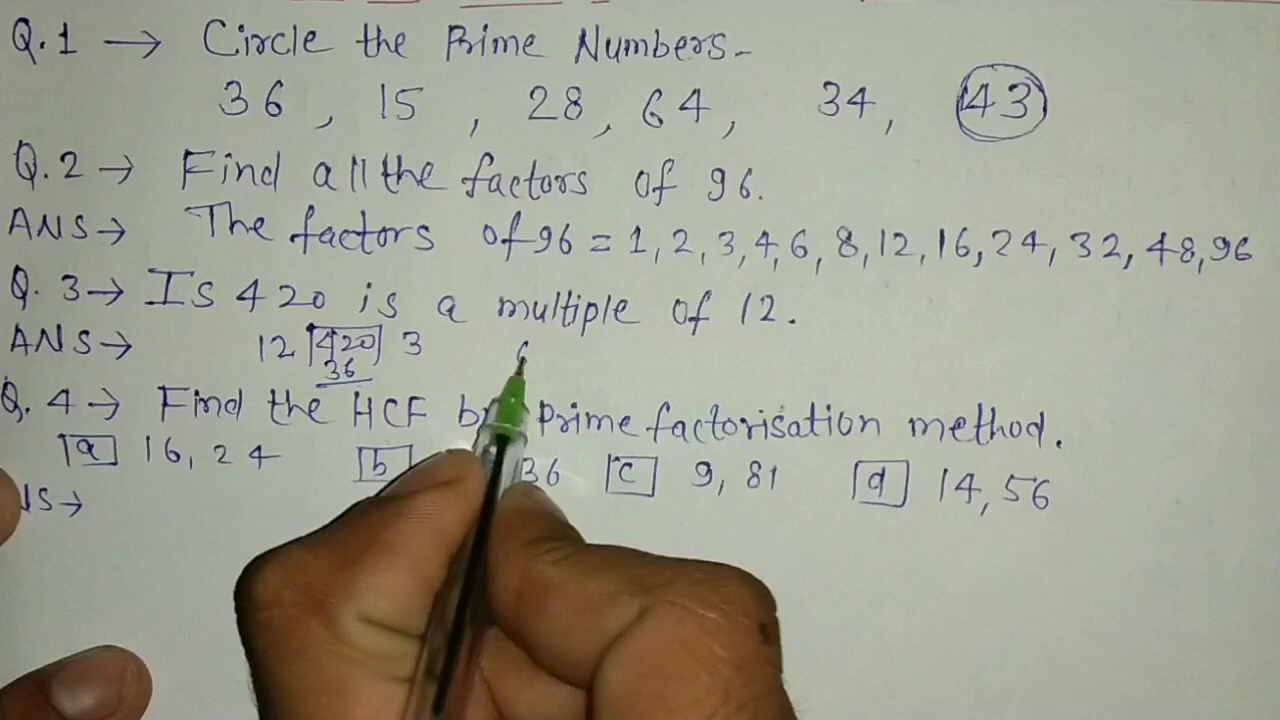 Q.1 → Circle the Prime Numbers-
36, 15, 28, 64, 34, 43
Q.2 → Find all the factors of 96.
ANS → The factors of 96 = 1, 2, 3, 4, 6, 8, 12, 16, 24, 32, 48, 96
Q. 3 → Is 420 is a multiple of 12.
ANS → 12 420 3
36
Q. 4 → Find the HCF by Prime factorisation method.
a 16, 24 b 36 c 9, 81 d 14, 56
NS →